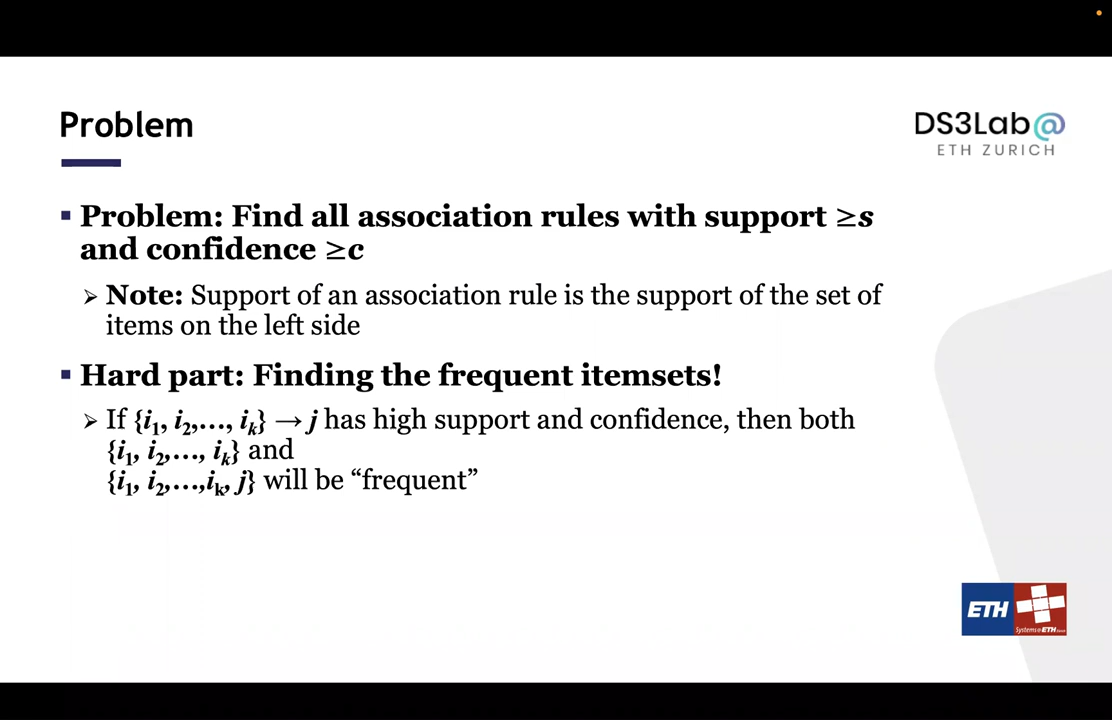 Problem
DS3Lab@
ETH ZURICH
▪ Problem: Find all association rules with support ≥s
and confidence ≥c
➢ Note: Support of an association rule is the support of the set of
items on the left side
▪ Hard part: Finding the frequent itemsets!
➢ If {i₁, i₂,…, iₖ} → j has high support and confidence, then both
{i₁, i₂,…, iₖ} and
{i₁, i₂,…,iₖ, j} will be “frequent”
ETH
Systems@ETH